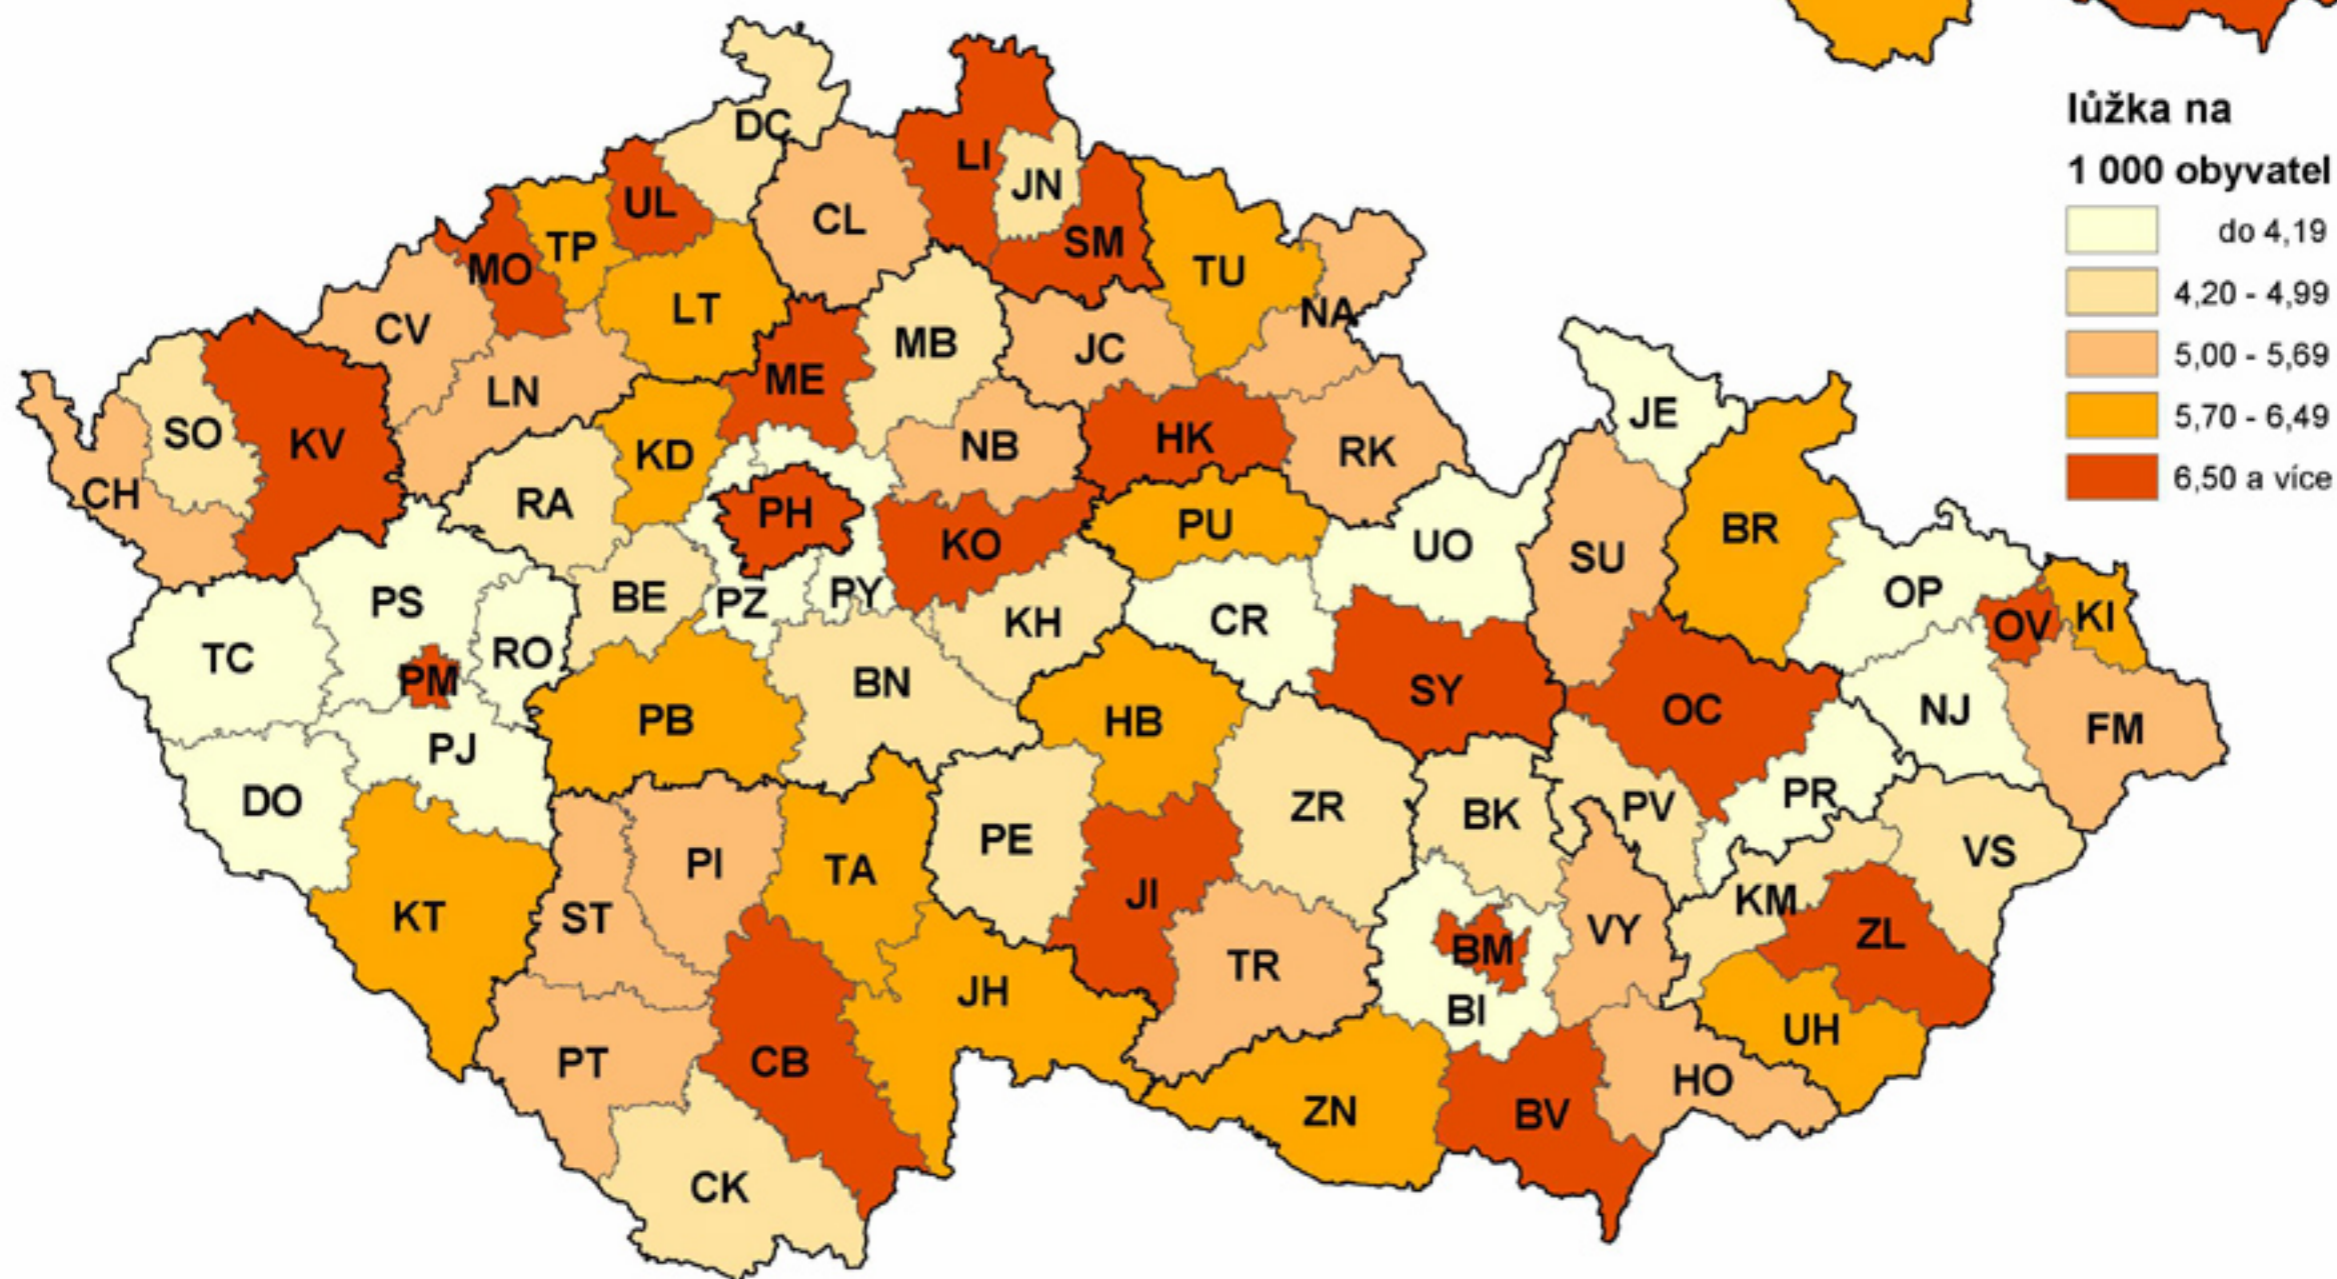 lůžka na
1 000 obyvatel
do 4,19
4,20 - 4,99
5,00 - 5,69
5,70 - 6,49
6,50 a více
DC
LI
JN
UL
CL
SM
TP
MO
TU
LT
NA
CV
MB
JC
ME
LN
JE
SO
KV
HK
NB
RK
KD
CH
RA
PH
PU
BR
KO
UO
SU
OP
PS
BE
PZ
PY
KH
CR
OV
KI
TC
RO
PM
BN
SY
OC
NJ
PB
HB
FM
PJ
DO
ZR
BK
PV
PR
PE
PI
TA
VS
JI
KM
KT
ST
VY
ZL
BM
TR
JH
BI
UH
PT
CB
HO
ZN
BV
CK